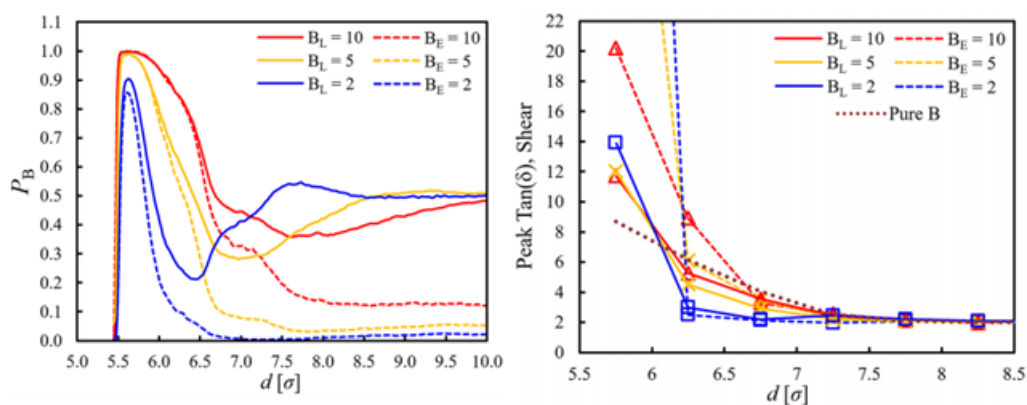 1.1
1.0
0.9
0.8
0.7
0.6
0.5
0.4
0.3
0.2
0.1
0.0
P_B
B_L = 10 B_E = 10
B_L = 5 B_E = 5
B_L = 2 B_E = 2
5.0 5.5 6.0 6.5 7.0 7.5 8.0 8.5 9.0 9.5 10.0
d [σ]
22
20
18
16
14
12
10
8
6
4
2
0
Peak Tan(δ), Shear
B_L = 10 B_E = 10
B_L = 5 B_E = 5
B_L = 2 B_E = 2
Pure B
5.5 6 6.5 7 7.5 8 8.5
d [σ]